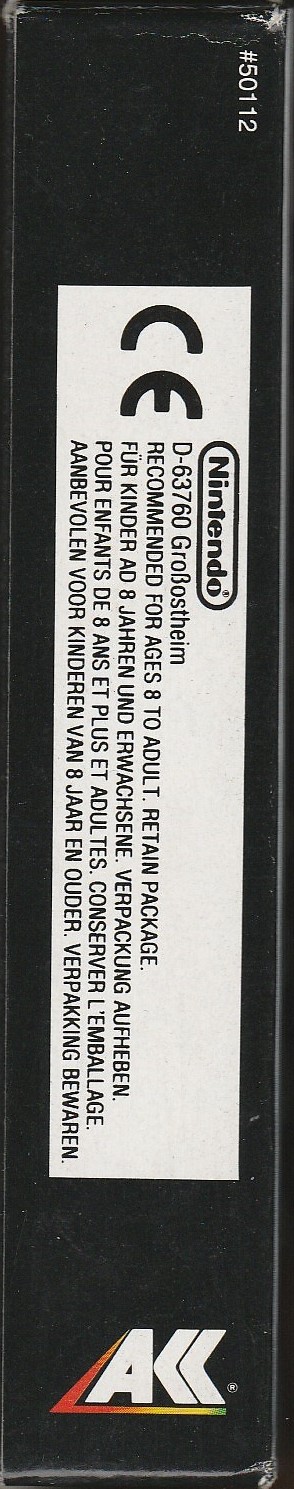 #50112
CE
Nintendo®
D-63760 Großostheim
RECOMMENDED FOR AGES 8 TO ADULT. RETAIN PACKAGE.
FÜR KINDER AD 8 JAHREN UND ERWACHSENE. VERPACKUNG AUFHEBEN.
POUR ENFANTS DE 8 ANS ET PLUS ET ADULTES. CONSERVER L'EMBALLAGE.
AANBEVOLEN VOOR KINDEREN VAN 8 JAAR EN OUDER. VERPAKKING BEWAREN.
AKK®